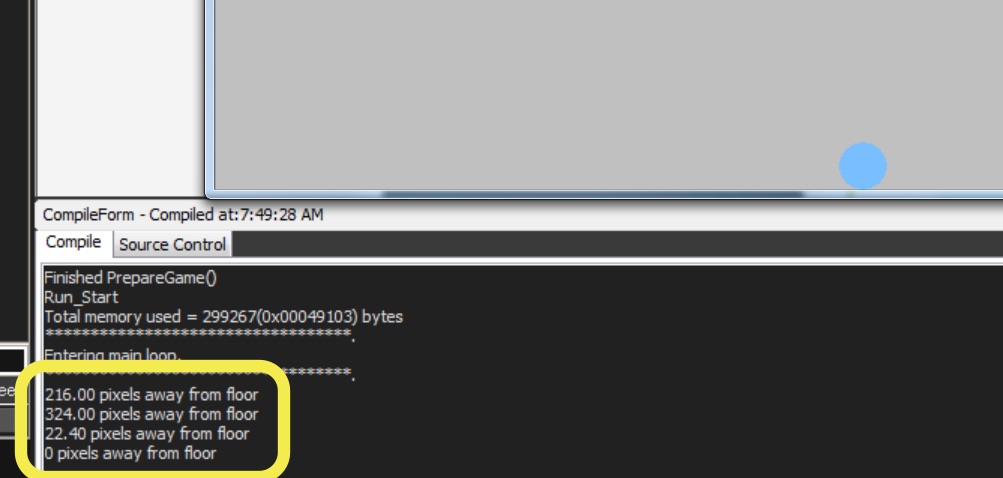 CompileForm - Compiled at:7:49:28 AM
Compile Source Control
Finished PrepareGame()
Run_Start
Total memory used = 299267(0x00049103) bytes
**********************************.
Entering main loop.
**********************************.
ee
216.00 pixels away from floor
324.00 pixels away from floor
22.40 pixels away from floor
0 pixels away from floor